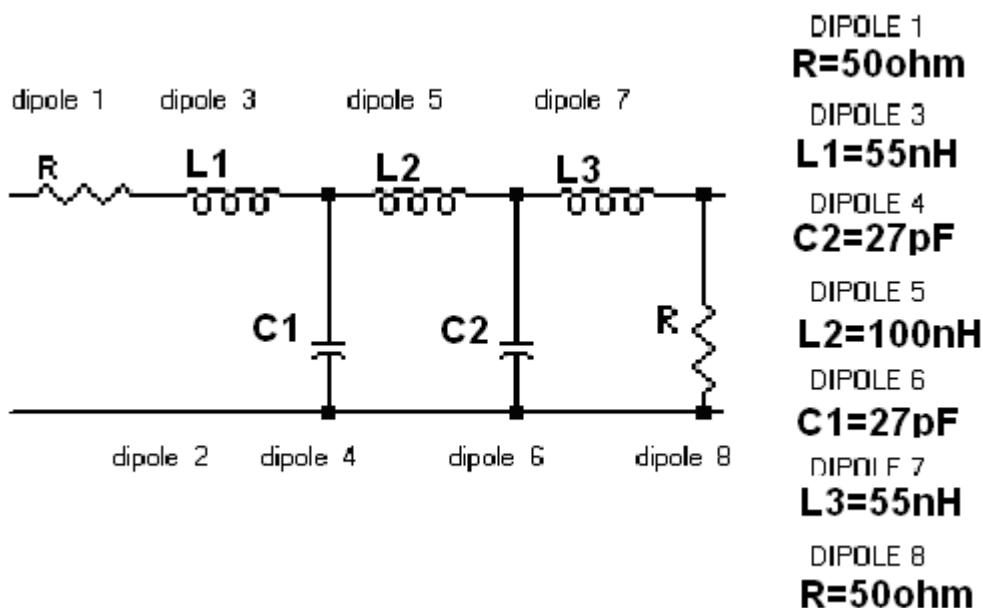 dipole 1 dipole 3 dipole 5 dipole 7
R L1 L2 L3
C1 C2 R
dipole 2 dipole 4 dipole 6 dipole 8
DIPOLE 1
R=50ohm
DIPOLE 3
L1=55nH
DIPOLE 4
C2=27pF
DIPOLE 5
L2=100nH
DIPOLE 6
C1=27pF
DIPOLE 7
L3=55nH
DIPOLE 8
R=50ohm